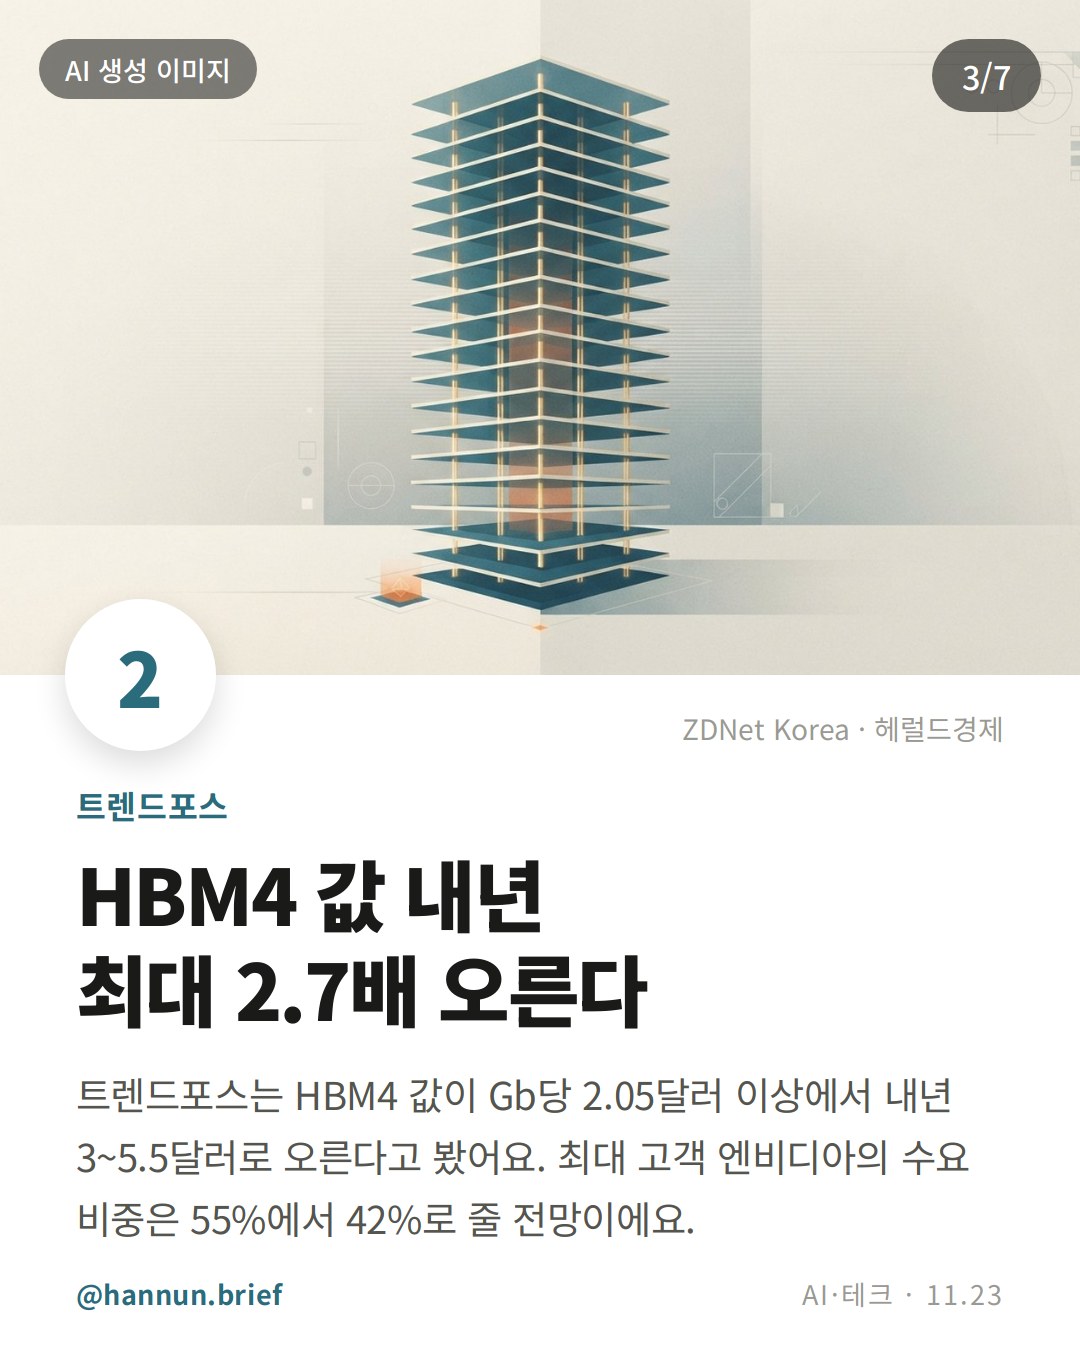 AI 생성 이미지
3/7
2
ZDNet Korea · 헤럴드경제
트렌드포스
HBM4 값 내년
최대 2.7배 오른다
트렌드포스는 HBM4 값이 Gb당 2.05달러 이상에서 내년
3~5.5달러로 오른다고 봤어요. 최대 고객 엔비디아의 수요
비중은 55%에서 42%로 줄 전망이에요.
@hannun.brief
AI·테크 · 11.23